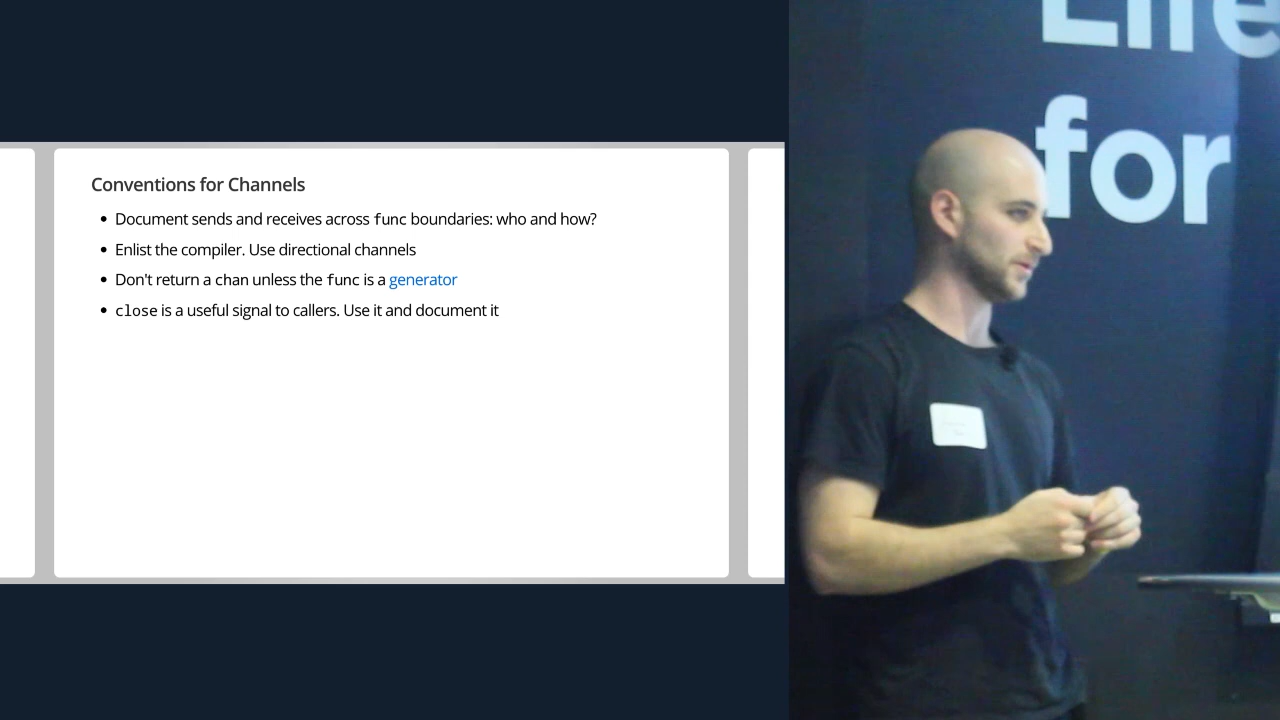 Conventions for Channels
• Document sends and receives across func boundaries: who and how?
• Enlist the compiler. Use directional channels
• Don't return a chan unless the func is a generator
• close is a useful signal to callers. Use it and document it
Life
for